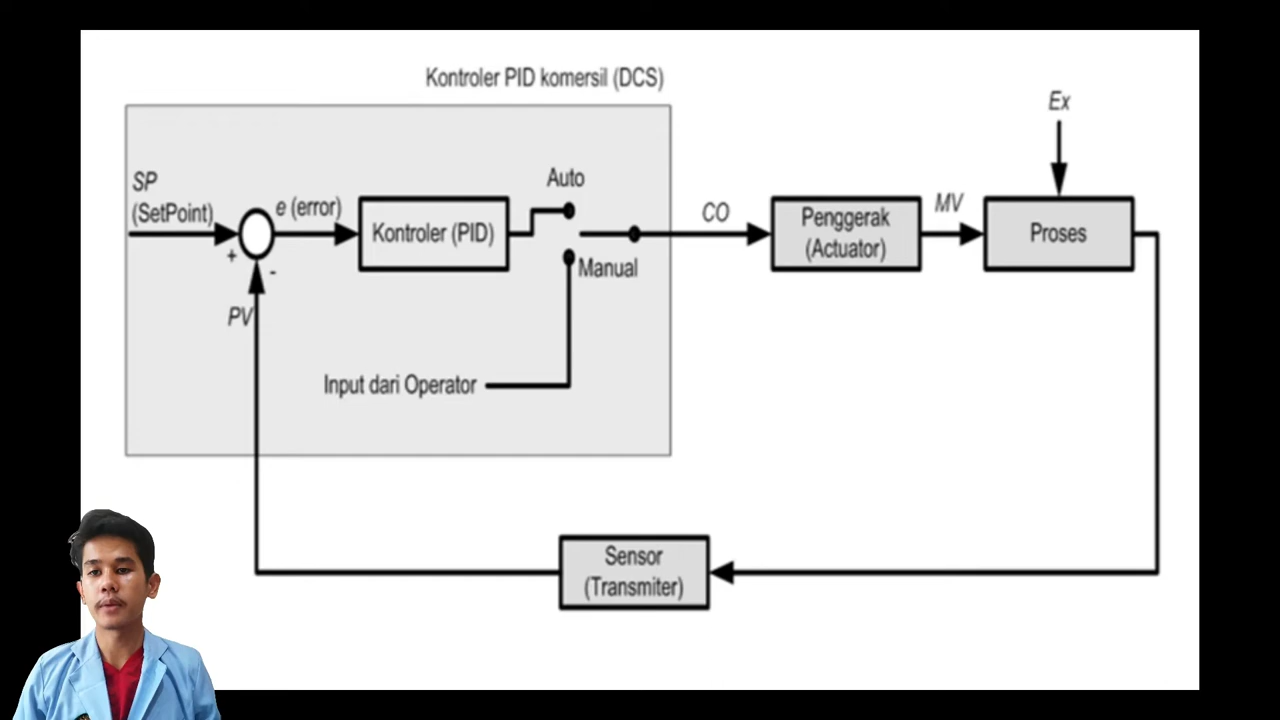 Kontroler PID komersil (DCS)
Ex
SP
(SetPoint)
+
-
e (error)
Kontroler (PID)
Auto
Manual
CO
Penggerak
(Actuator)
MV
Proses
PV
Input dari Operator
Sensor
(Transmiter)